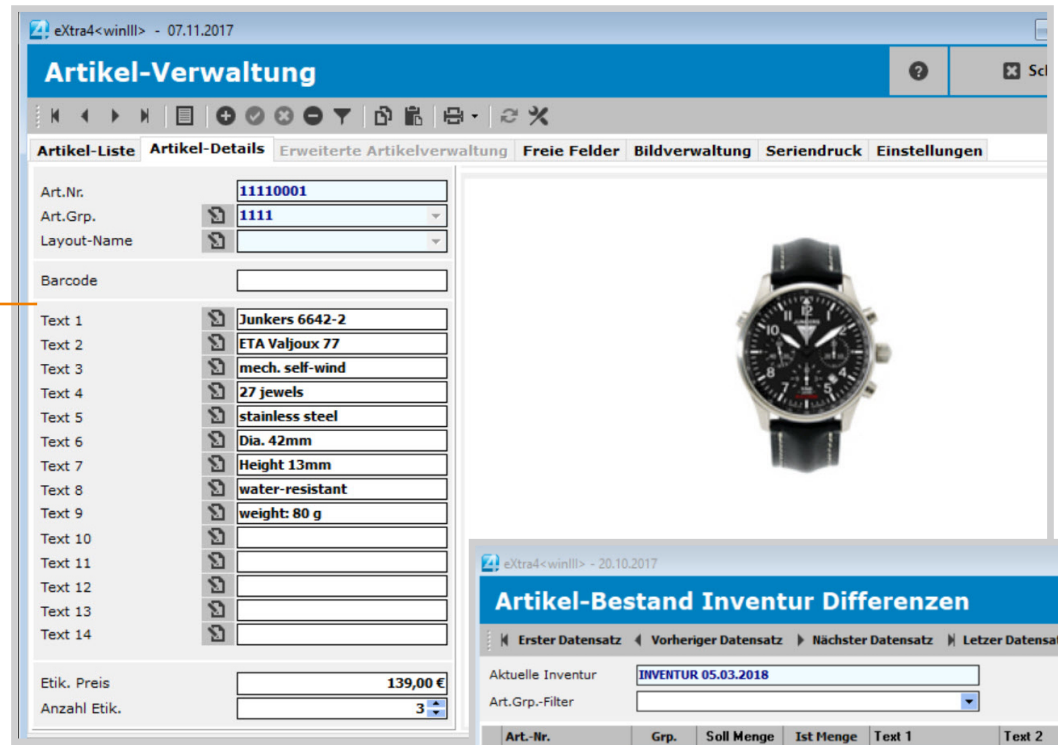 eXtra4<winIII> - 07.11.2017
Artikel-Verwaltung
Artikel-Liste Artikel-Details Erweiterte Artikelverwaltung Freie Felder Bildverwaltung Seriendruck Einstellungen
Art.Nr. 11110001
Art.Grp. 1111
Layout-Name
Barcode
Text 1 Junkers 6642-2
Text 2 ETA Valjoux 77
Text 3 mech. self-wind
Text 4 27 jewels
Text 5 stainless steel
Text 6 Dia. 42mm
Text 7 Height 13mm
Text 8 water-resistant
Text 9 weight: 80 g
Text 10
Text 11
Text 12
Text 13
Text 14
Etik. Preis 139,00 €
Anzahl Etik. 3
eXtra4<winIII> - 20.10.2017
Artikel-Bestand Inventur Differenzen
Erster Datensatz Vorheriger Datensatz Nächster Datensatz Letzer Datensat
Aktuelle Inventur INVENTUR 05.03.2018
Art.Grp.-Filter
Art.-Nr. Grp. Soll Menge Ist Menge Text 1 Text 2